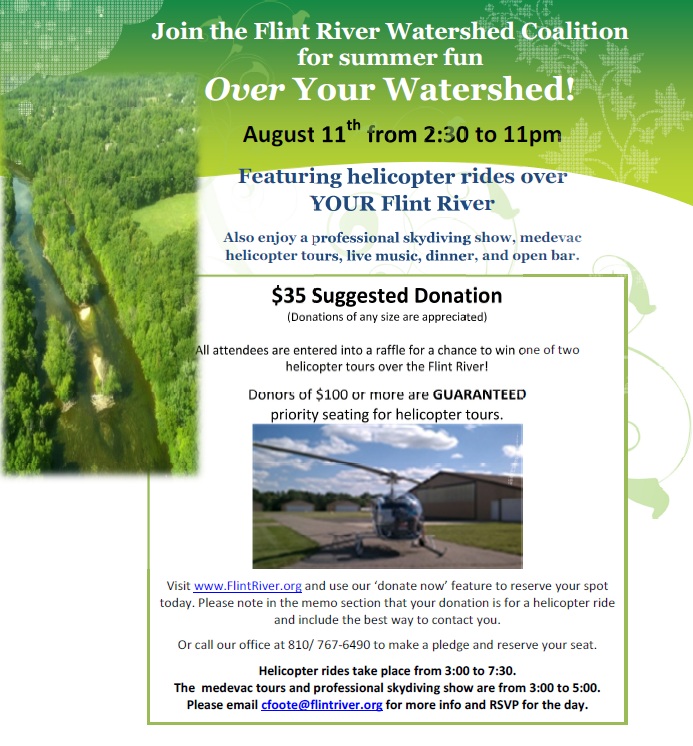 Join the Flint River Watershed Coalition
for summer fun
Over Your Watershed!
August 11th from 2:30 to 11pm
Featuring helicopter rides over
YOUR Flint River
Also enjoy a professional skydiving show, medevac
helicopter tours, live music, dinner, and open bar.
$35 Suggested Donation
(Donations of any size are appreciated)
All attendees are entered into a raffle for a chance to win one of two
helicopter tours over the Flint River!
Donors of $100 or more are GUARANTEED
priority seating for helicopter tours.
Visit www.FlintRiver.org and use our ‘donate now’ feature to reserve your spot
today. Please note in the memo section that your donation is for a helicopter ride
and include the best way to contact you.
Or call our office at 810/ 767-6490 to make a pledge and reserve your seat.
Helicopter rides take place from 3:00 to 7:30.
The  medevac tours and professional skydiving show are from 3:00 to 5:00.
Please email cfoote@flintriver.org for more info and RSVP for the day.